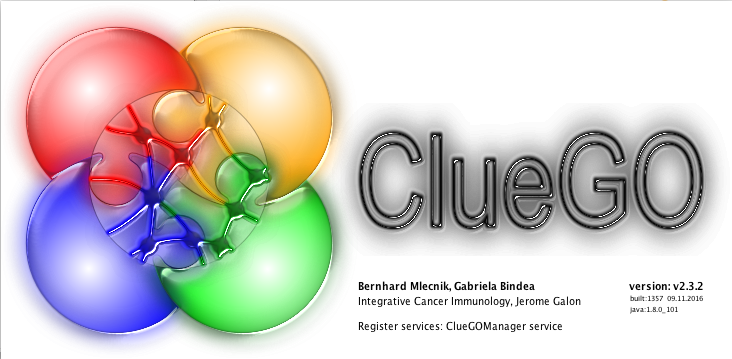 ClueGO
Bernhard Mlecnik, Gabriela Bindea
version: v2.3.2
Integrative Cancer Immunology, Jerome Galon
built:1357 09.11.2016
java:1.8.0_101
Register services: ClueGOManager service